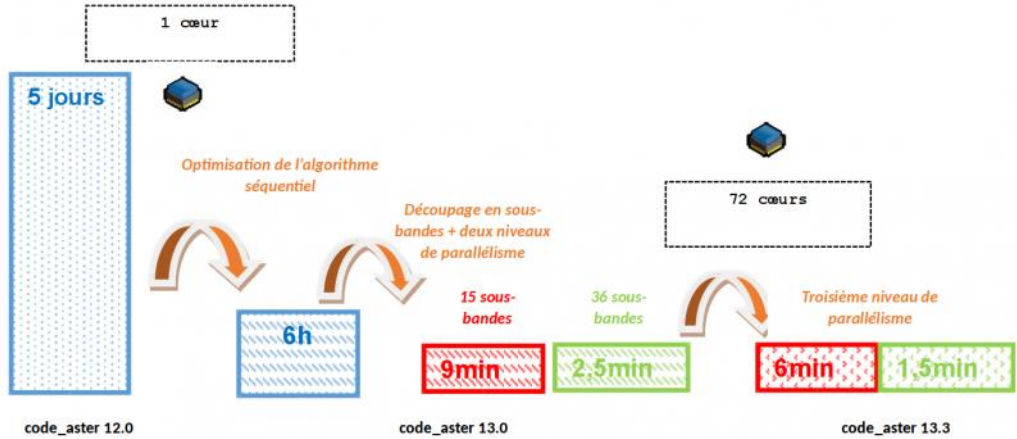 1 cœur
5 jours
Optimisation de l'algorithme
séquentiel
Découpage en sous-
bandes + deux niveaux
de parallélisme
72 cœurs
15 sous-
bandes
36 sous-
bandes
Troisième niveau de
parallélisme
6h
9min
2,5min
6min
1,5min
code_aster 12.0
code_aster 13.0
code_aster 13.3